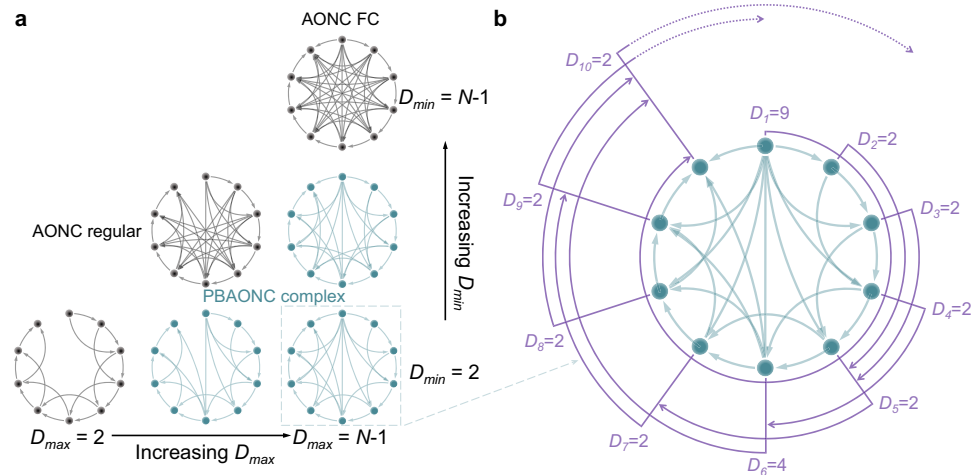 a
AONC FC
D_min = N-1
AONC regular
Increasing D_min
PBAONC complex
D_min = 2
D_max = 2
Increasing D_max
D_max = N-1
b
D_10=2
D_1=9
D_2=2
D_3=2
D_4=2
D_5=2
D_6=4
D_7=2
D_8=2
D_9=2